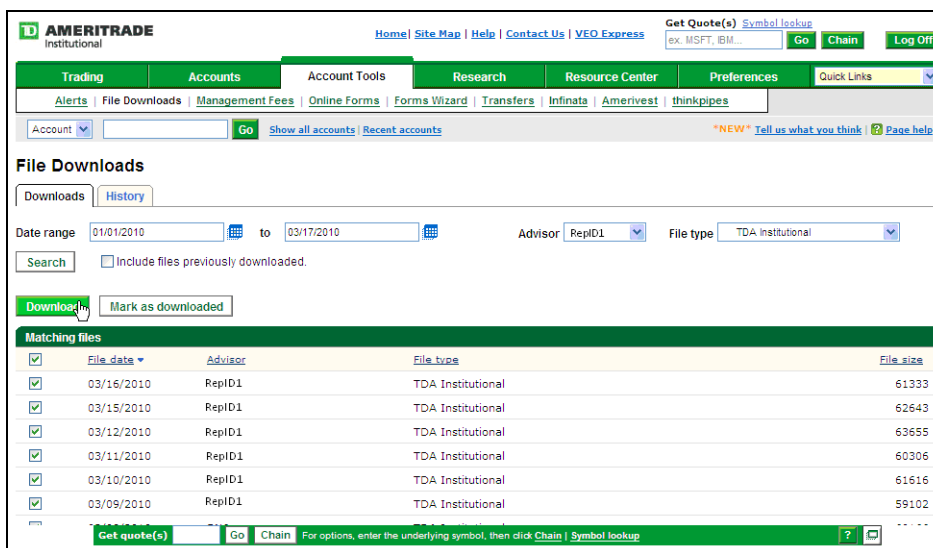 Get Quote(s) Symbol lookup
TD AMERITRADE
Institutional
Home | Site Map | Help | Contact Us | VEO Express
ex. MSFT, IBM... Go Chain Log Off
Trading Accounts Account Tools Research Resource Center Preferences Quick Links
Alerts | File Downloads | Management Fees | Online Forms | Forms Wizard | Transfers | Infinata | Amerivest | thinkpipes
Account Go Show all accounts | Recent accounts *NEW* Tell us what you think | ? Page help
File Downloads
Downloads History
Date range 01/01/2010 to 03/17/2010 Advisor RepID1 File type TDA Institutional
Search Include files previously downloaded.
Download Mark as downloaded
Matching files
File date Advisor File type File size
03/16/2010 RepID1 TDA Institutional 61333
03/15/2010 RepID1 TDA Institutional 62643
03/12/2010 RepID1 TDA Institutional 63655
03/11/2010 RepID1 TDA Institutional 60306
03/10/2010 RepID1 TDA Institutional 61616
03/09/2010 RepID1 TDA Institutional 59102
Get quote(s) Go Chain For options, enter the underlying symbol, then click Chain | Symbol lookup ?